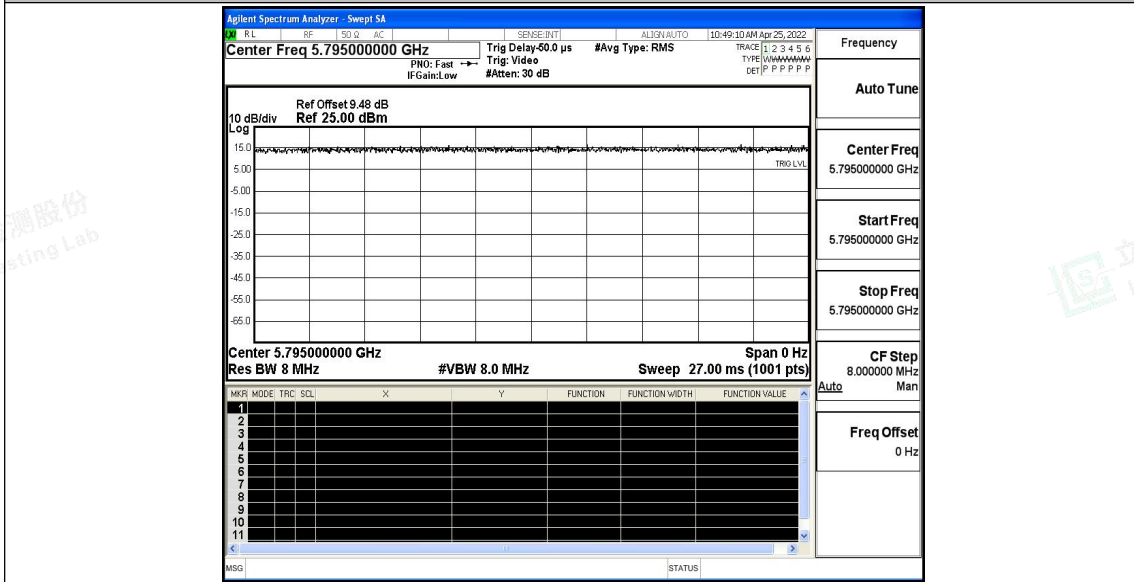 Agilent Spectrum Analyzer - Swept SA
LXI RL RF 50 Ω AC SENSE:INT ALIGN AUTO 10:49:10 AM Apr 25, 2022
Center Freq 5.795000000 GHz Trig Delay-50.0 µs #Avg Type: RMS TRACE 1 2 3 4 5 6
PNO: Fast Trig: Video TYPE WWWWWW
IFGain:Low #Atten: 30 dB DET P P P P P P
Ref Offset 9.48 dB
10 dB/div Ref 25.00 dBm
Log
15.0
TRIG LVL
5.00
-5.00
-15.0
-25.0
-35.0
-45.0
-55.0
-65.0
Center 5.795000000 GHz Span 0 Hz
Res BW 8 MHz #VBW 8.0 MHz Sweep 27.00 ms (1001 pts)
MKR MODE TRC SCL X Y FUNCTION FUNCTION WIDTH FUNCTION VALUE
1
2
3
4
5
6
7
8
9
10
11
MSG STATUS
Frequency
Auto Tune
Center Freq
5.795000000 GHz
Start Freq
5.795000000 GHz
Stop Freq
5.795000000 GHz
CF Step
8.000000 MHz
Auto Man
Freq Offset
0 Hz
测股份
sting Lab
立